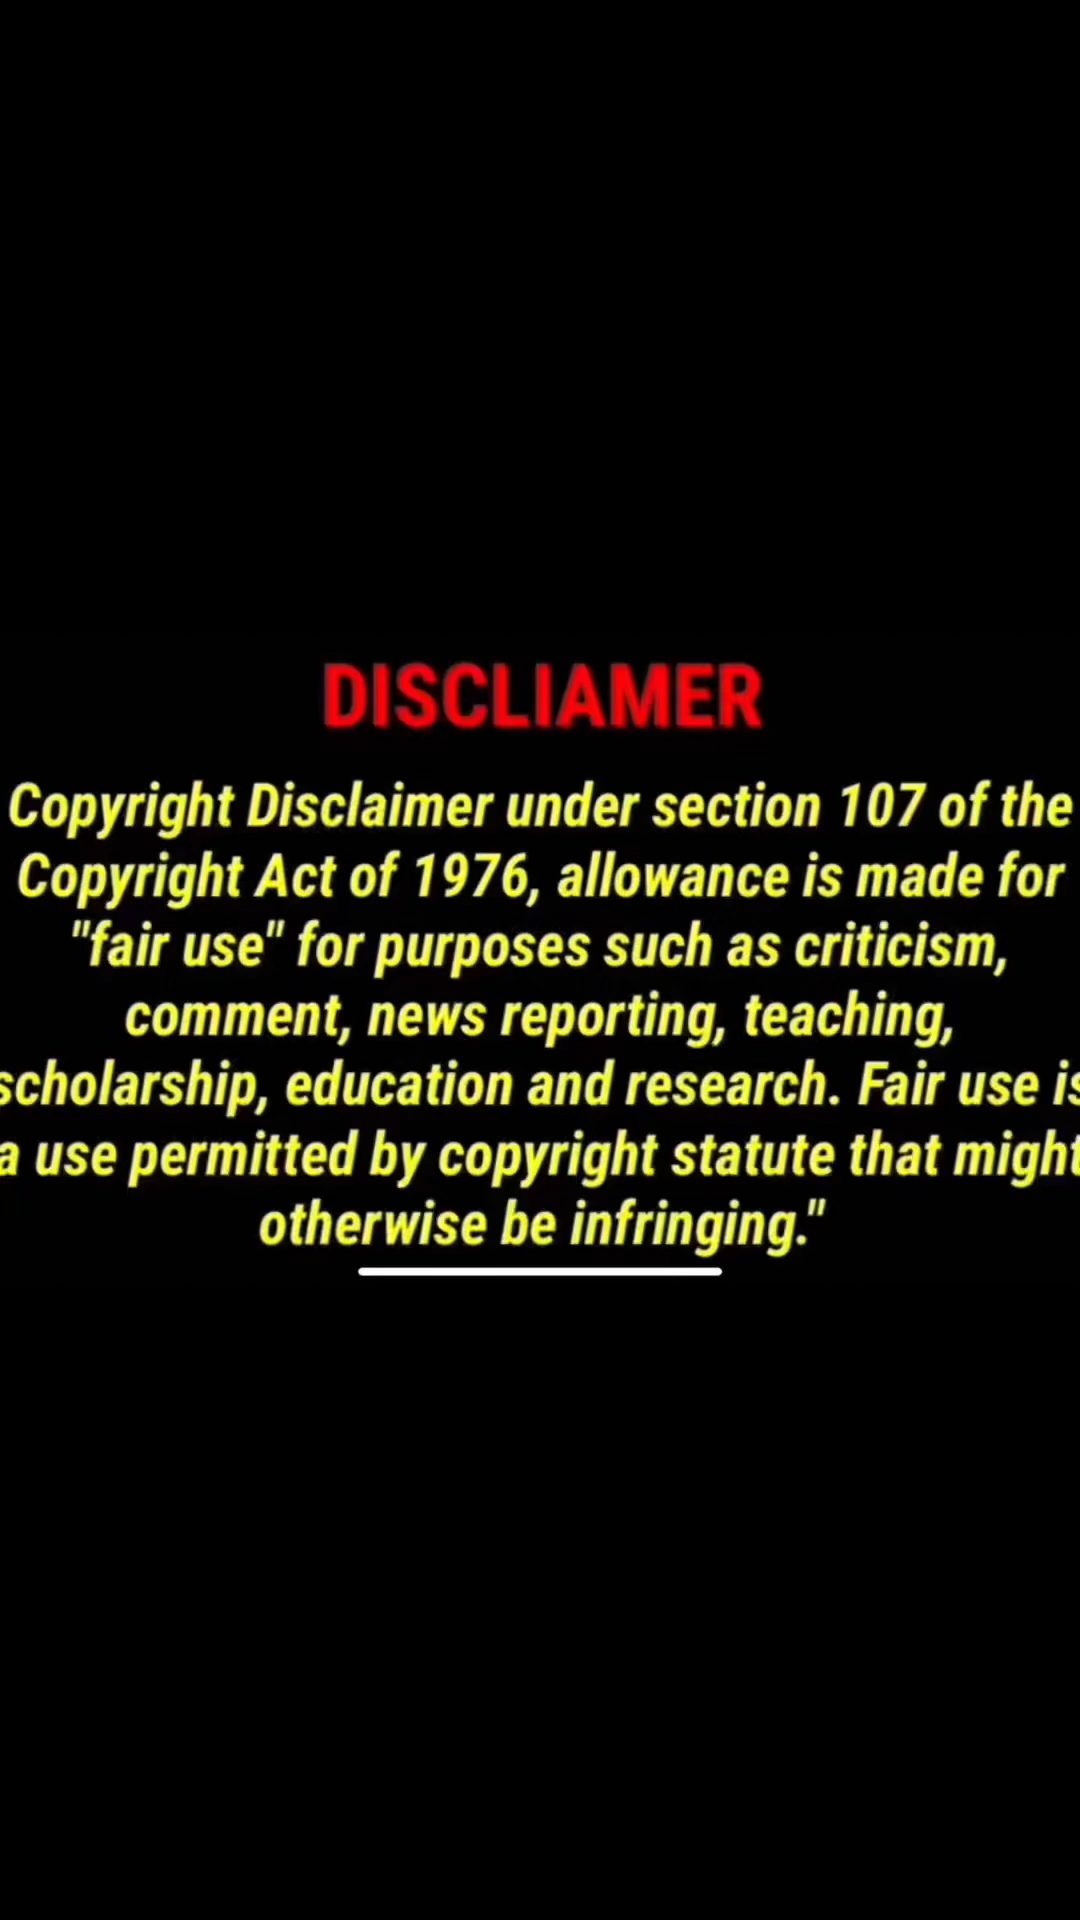 DISCLIAMER
Copyright Disclaimer under section 107 of the
Copyright Act of 1976, allowance is made for
"fair use" for purposes such as criticism,
comment, news reporting, teaching,
scholarship, education and research. Fair use is
a use permitted by copyright statute that might
otherwise be infringing."